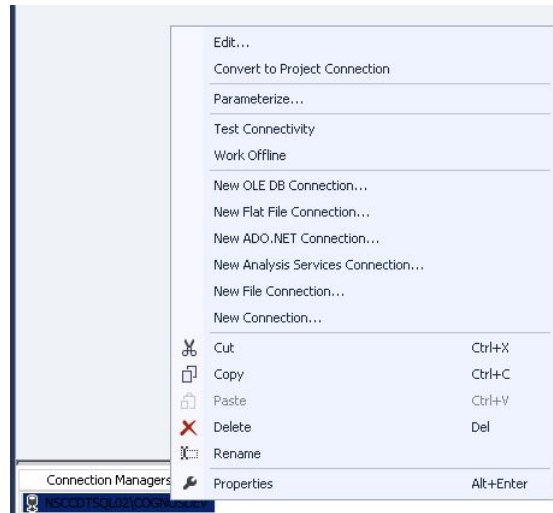 Edit...
Convert to Project Connection
Parameterize...
Test Connectivity
Work Offline
New OLE DB Connection...
New Flat File Connection...
New ADO.NET Connection...
New Analysis Services Connection...
New File Connection...
New Connection...
Cut Ctrl+X
Copy Ctrl+C
Paste Ctrl+V
Delete Del
Rename
Connection Managers
Properties Alt+Enter
NSCCDTSQL02\COGNOSDEV